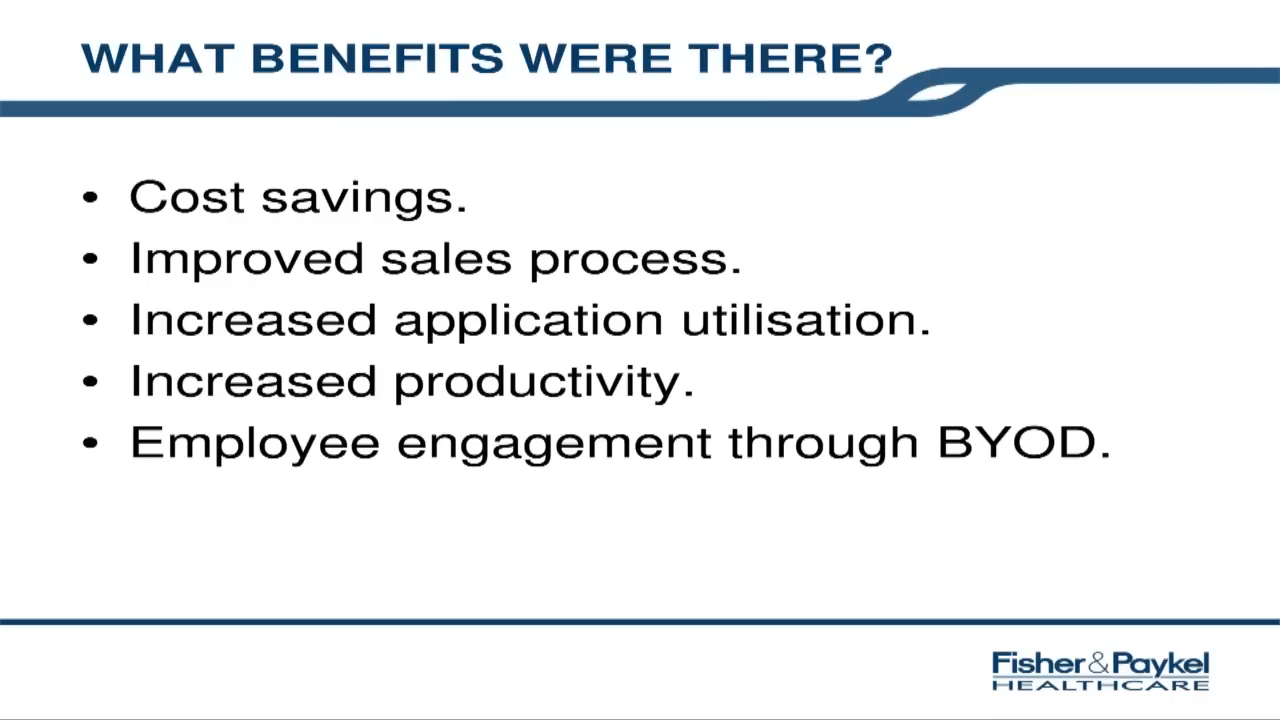 WHAT BENEFITS WERE THERE?
• Cost savings.
• Improved sales process.
• Increased application utilisation.
• Increased productivity.
• Employee engagement through BYOD.
Fisher&Paykel
HEALTHCARE